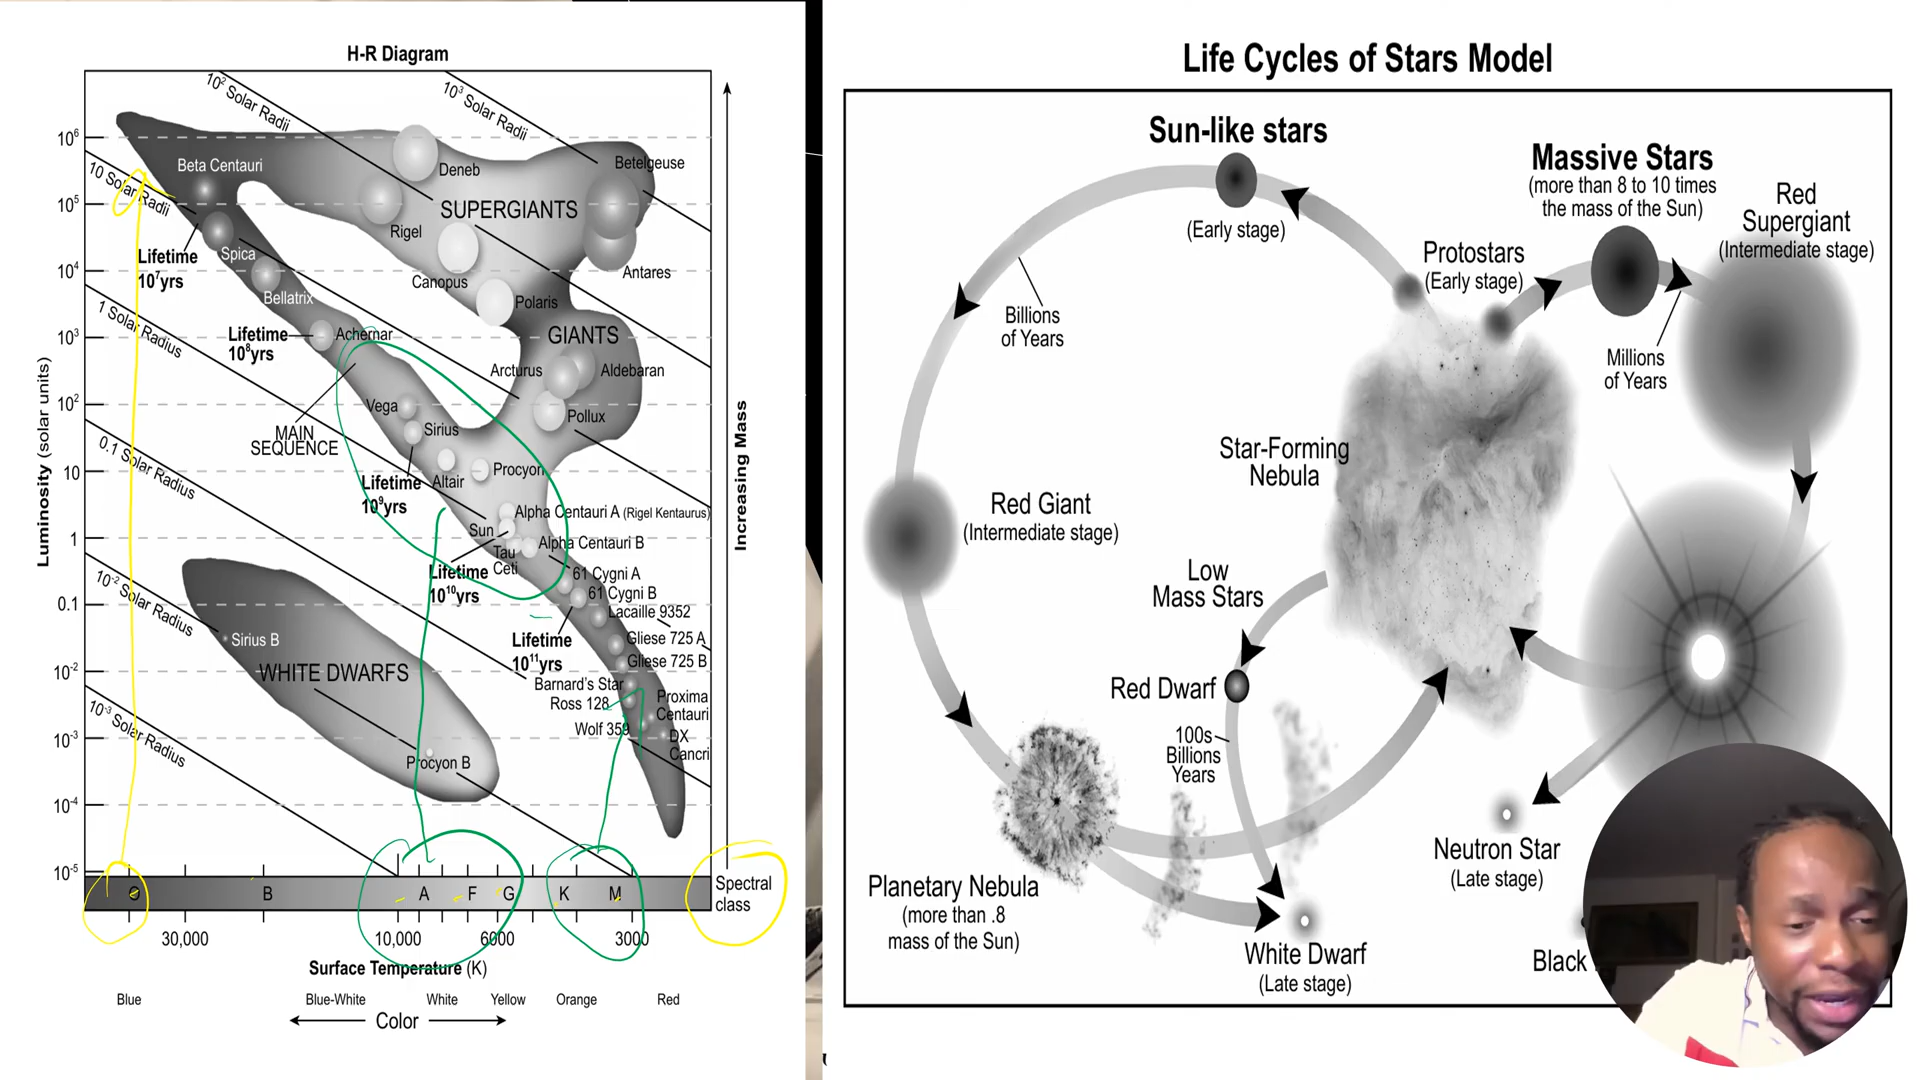 H-R Diagram
10² Solar Radii
10³ Solar Radii
10 Solar Radii
1 Solar Radius
0.1 Solar Radius
10⁻² Solar Radius
10⁻³ Solar Radius
Luminosity (solar units)
10⁶
10⁵
10⁴
10³
10²
10
1
0.1
10⁻²
10⁻³
10⁻⁴
10⁻⁵
Beta Centauri
Deneb
Betelgeuse
SUPERGIANTS
Rigel
Spica
Canopus
Antares
Lifetime
10⁷yrs
Bellatrix
Polaris
Lifetime
10⁸yrs
Achernar
GIANTS
Arcturus
Aldebaran
Vega
Pollux
MAIN
SEQUENCE
Sirius
Altair
Procyon
Lifetime
10⁹yrs
Sun
Alpha Centauri A (Rigel Kentaurus)
Tau
Ceti
Alpha Centauri B
Lifetime
10¹⁰yrs
61 Cygni A
61 Cygni B
Lacaille 9352
Lifetime
10¹¹yrs
Gliese 725 A
Gliese 725 B
Sirius B
WHITE DWARFS
Barnard's Star
Ross 128
Proxima
Centauri
Wolf 359
DX
Cancri
Procyon B
Increasing Mass
O B A F G K M
Spectral
class
30,000 10,000 6000 3000
Surface Temperature (K)
Blue Blue-White White Yellow Orange Red
Color
Life Cycles of Stars Model
Sun-like stars
(Early stage)
Massive Stars
(more than 8 to 10 times
the mass of the Sun)
Red
Supergiant
(Intermediate stage)
Protostars
(Early stage)
Billions
of Years
Millions
of Years
Star-Forming
Nebula
Red Giant
(Intermediate stage)
Low
Mass Stars
Red Dwarf
100s
Billions
Years
Planetary Nebula
(more than .8
mass of the Sun)
White Dwarf
(Late stage)
Neutron Star
(Late stage)
Black